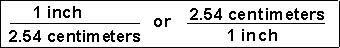 1 inch or 2.54 centimeters
2.54 centimeters 1 inch